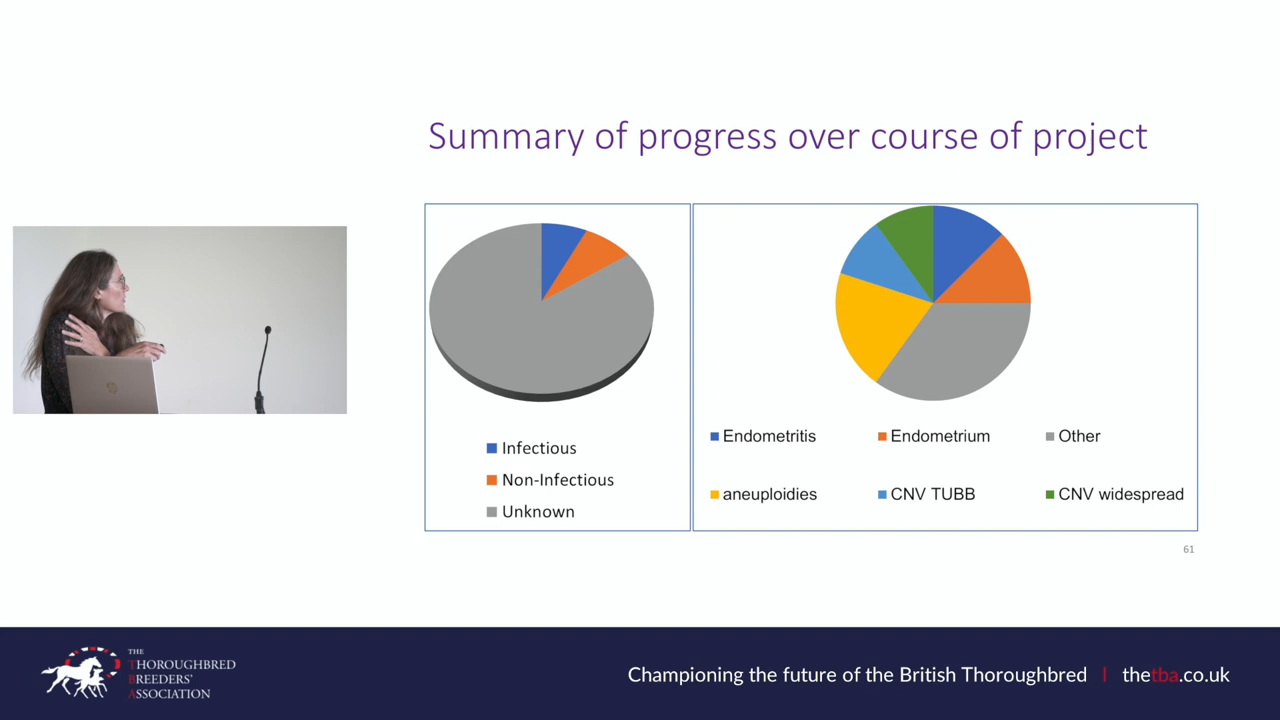 Summary of progress over course of project
Infectious
Non-Infectious
Unknown
Endometritis Endometrium Other
aneuploidies CNV TUBB CNV widespread
61
THE
THOROUGHBRED
BREEDERS'
ASSOCIATION
Championing the future of the British Thoroughbred | thetba.co.uk